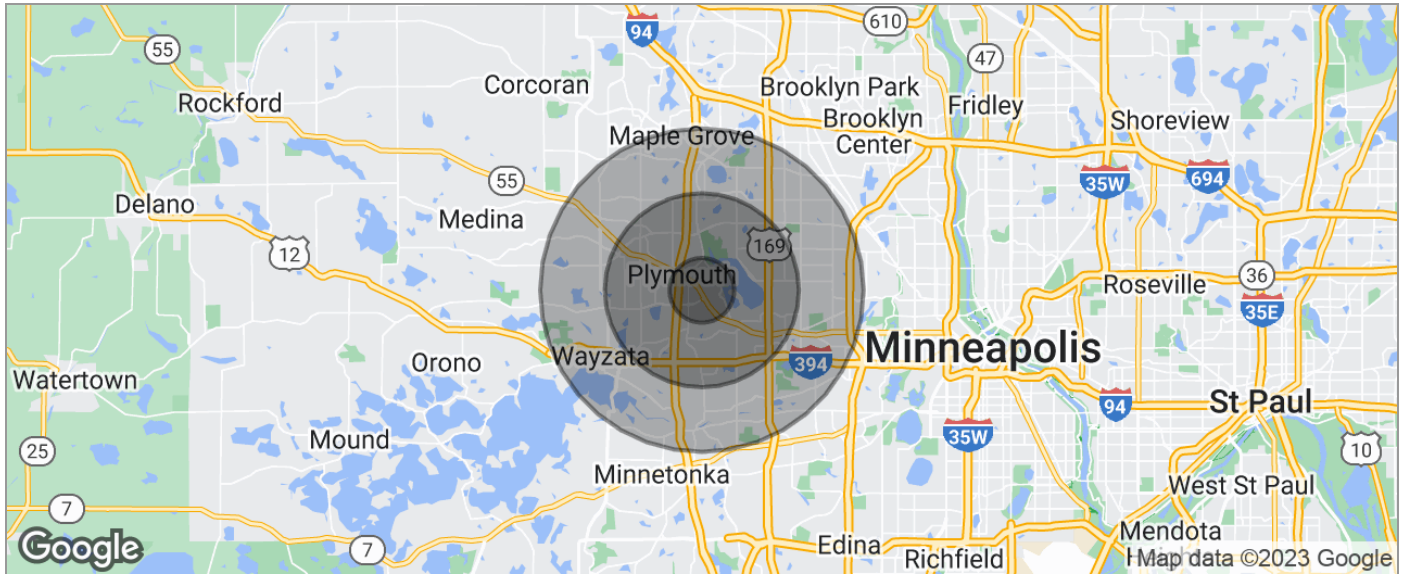 610
94
55
47
Corcoran
Brooklyn Park
Rockford
Fridley
Brooklyn
Center
Shoreview
Maple Grove
35W
694
55
Delano
Medina
12
169
Plymouth
36
Roseville
35E
Wayzata
394
Minneapolis
Orono
Watertown
94
St Paul
35W
Mound
25
10
Minnetonka
West St Paul
7
Mendota
Heights
7
Edina
Richfield
Google
Map data ©2023 Google